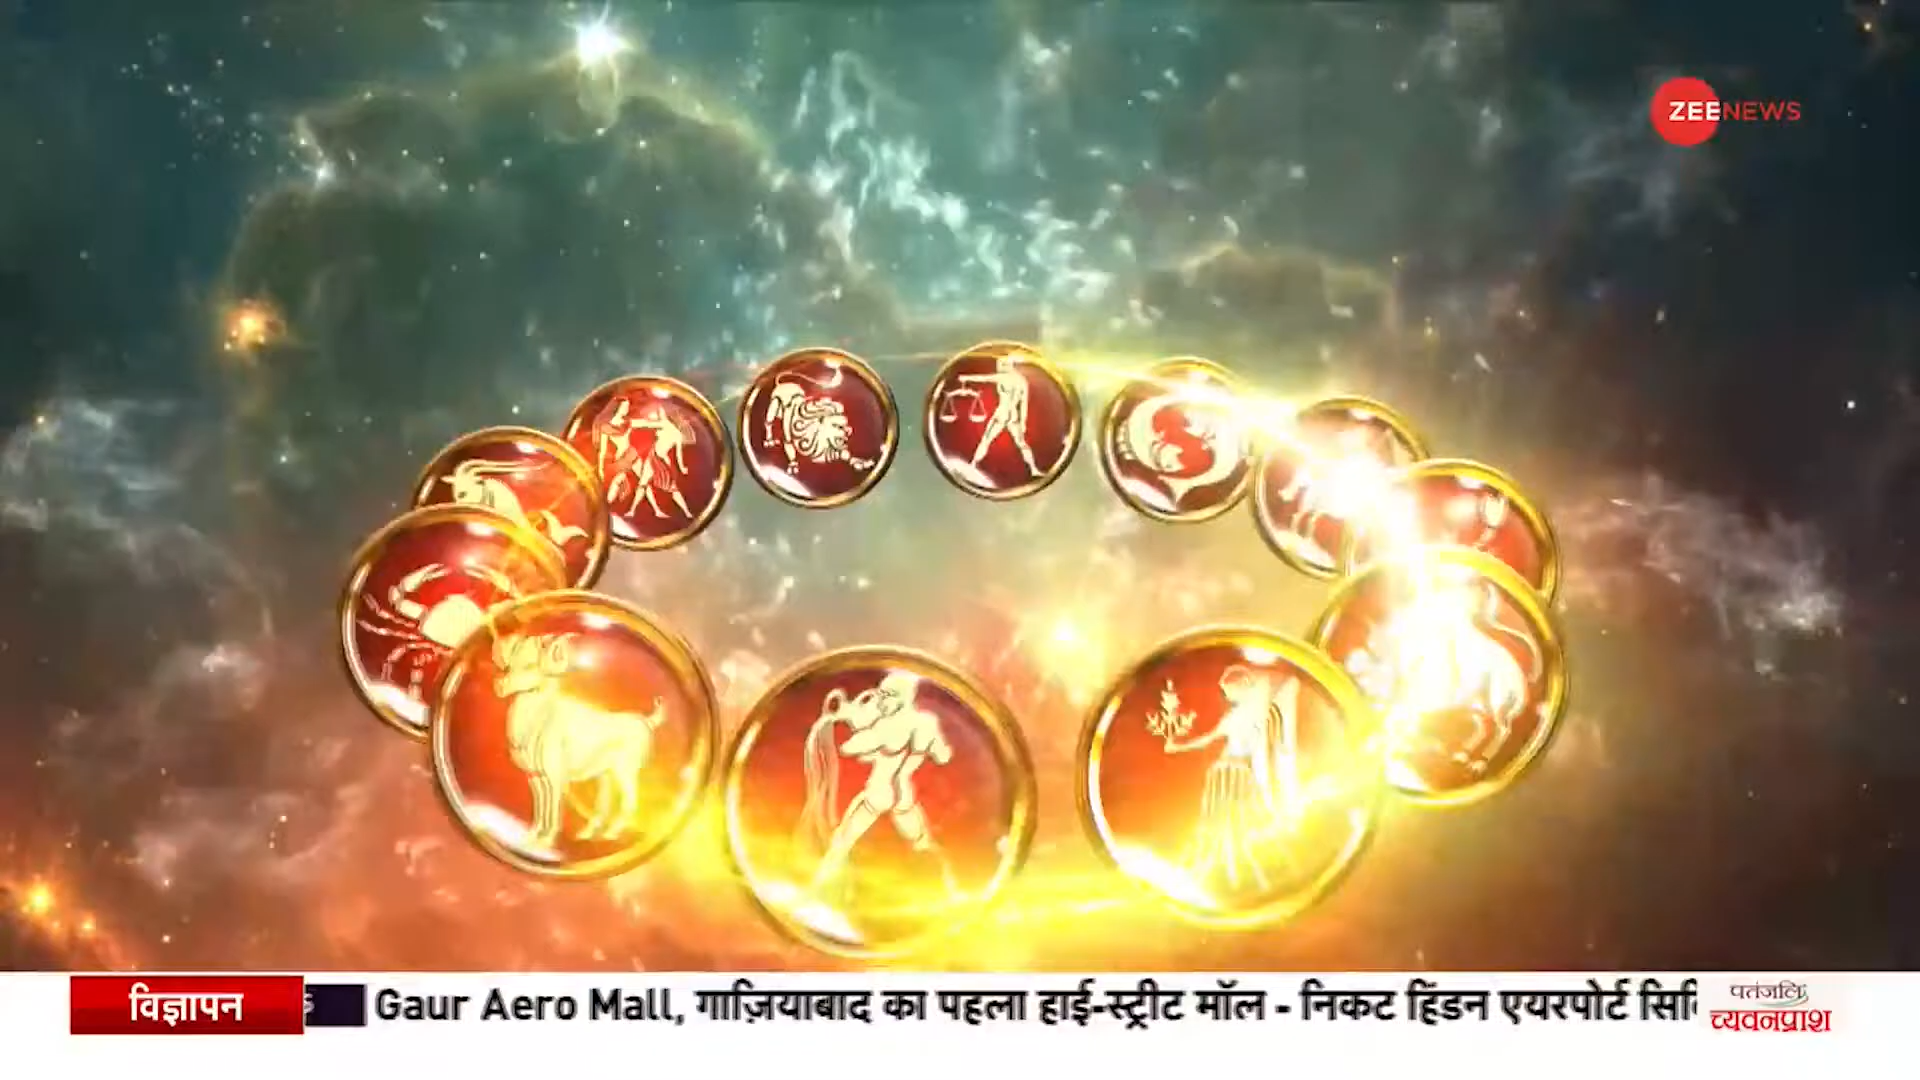 ZEENEWS
विज्ञापन
Gaur Aero Mall, गाज़ियाबाद का पहला हाई-स्ट्रीट मॉल - निकट हिंडन एयरपोर्ट
पतंजलि
च्यवनप्राश